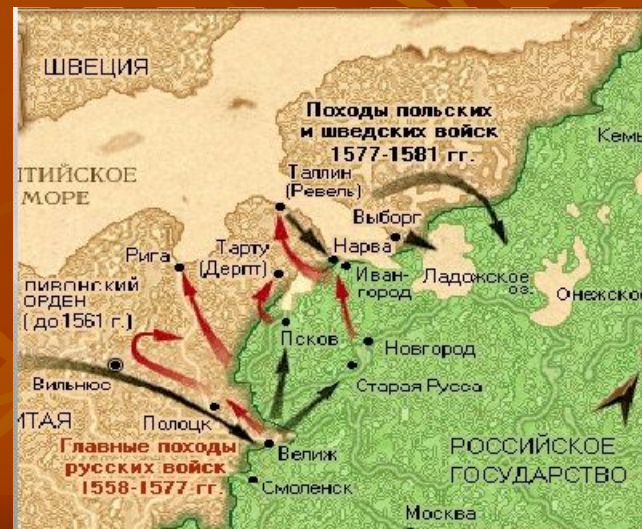 ШВЕЦИЯ
Походы польских
и шведских войск
1577-1581 гг.
Кемь
ТИЙСКОЕ
МОРЕ
Таллин
(Ревель)
Выборг
Рига
Тарту
(Дерпт)
Нарва
Иван-
город
Ладожское
оз.
Онежско
ЛИВОНСКИЙ
ОРДЕН
(до 1561 г.)
Псков
Новгород
Вильнюс
Старая Русса
ИТАЯ
Полоцк
Главные походы
русских войск
1558-1577 гг.
Велиж
РОССИЙСКОЕ
ГОСУДАРСТВО
Смоленск
Москва